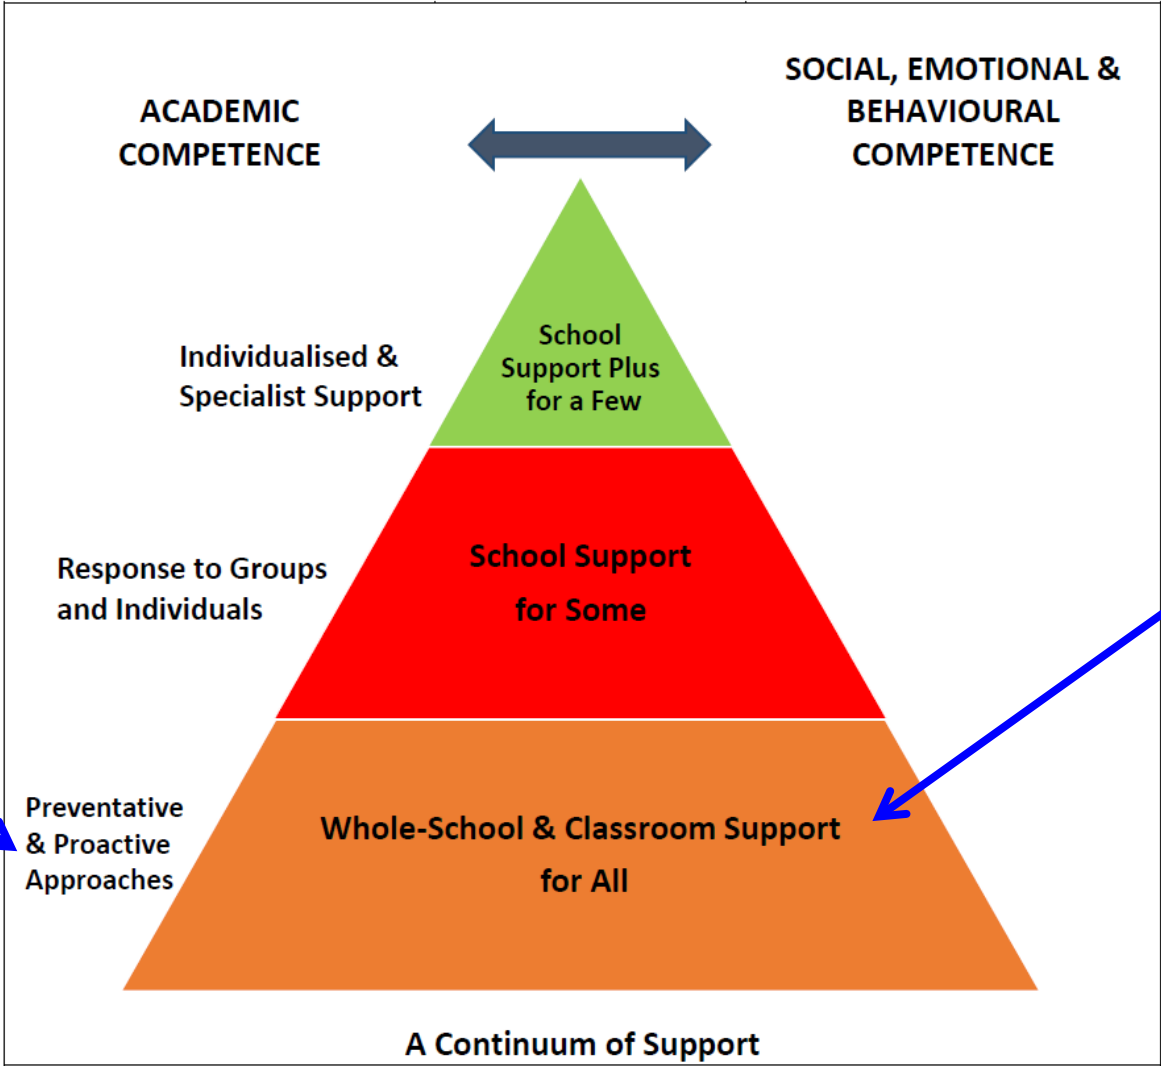 ACADEMIC
COMPETENCE
SOCIAL, EMOTIONAL &
BEHAVIOURAL
COMPETENCE
Individualised &
Specialist Support
School
Support Plus
for a Few
Response to Groups
and Individuals
School Support
for Some
Preventative
& Proactive
Approaches
Whole-School & Classroom Support
for All
A Continuum of Support